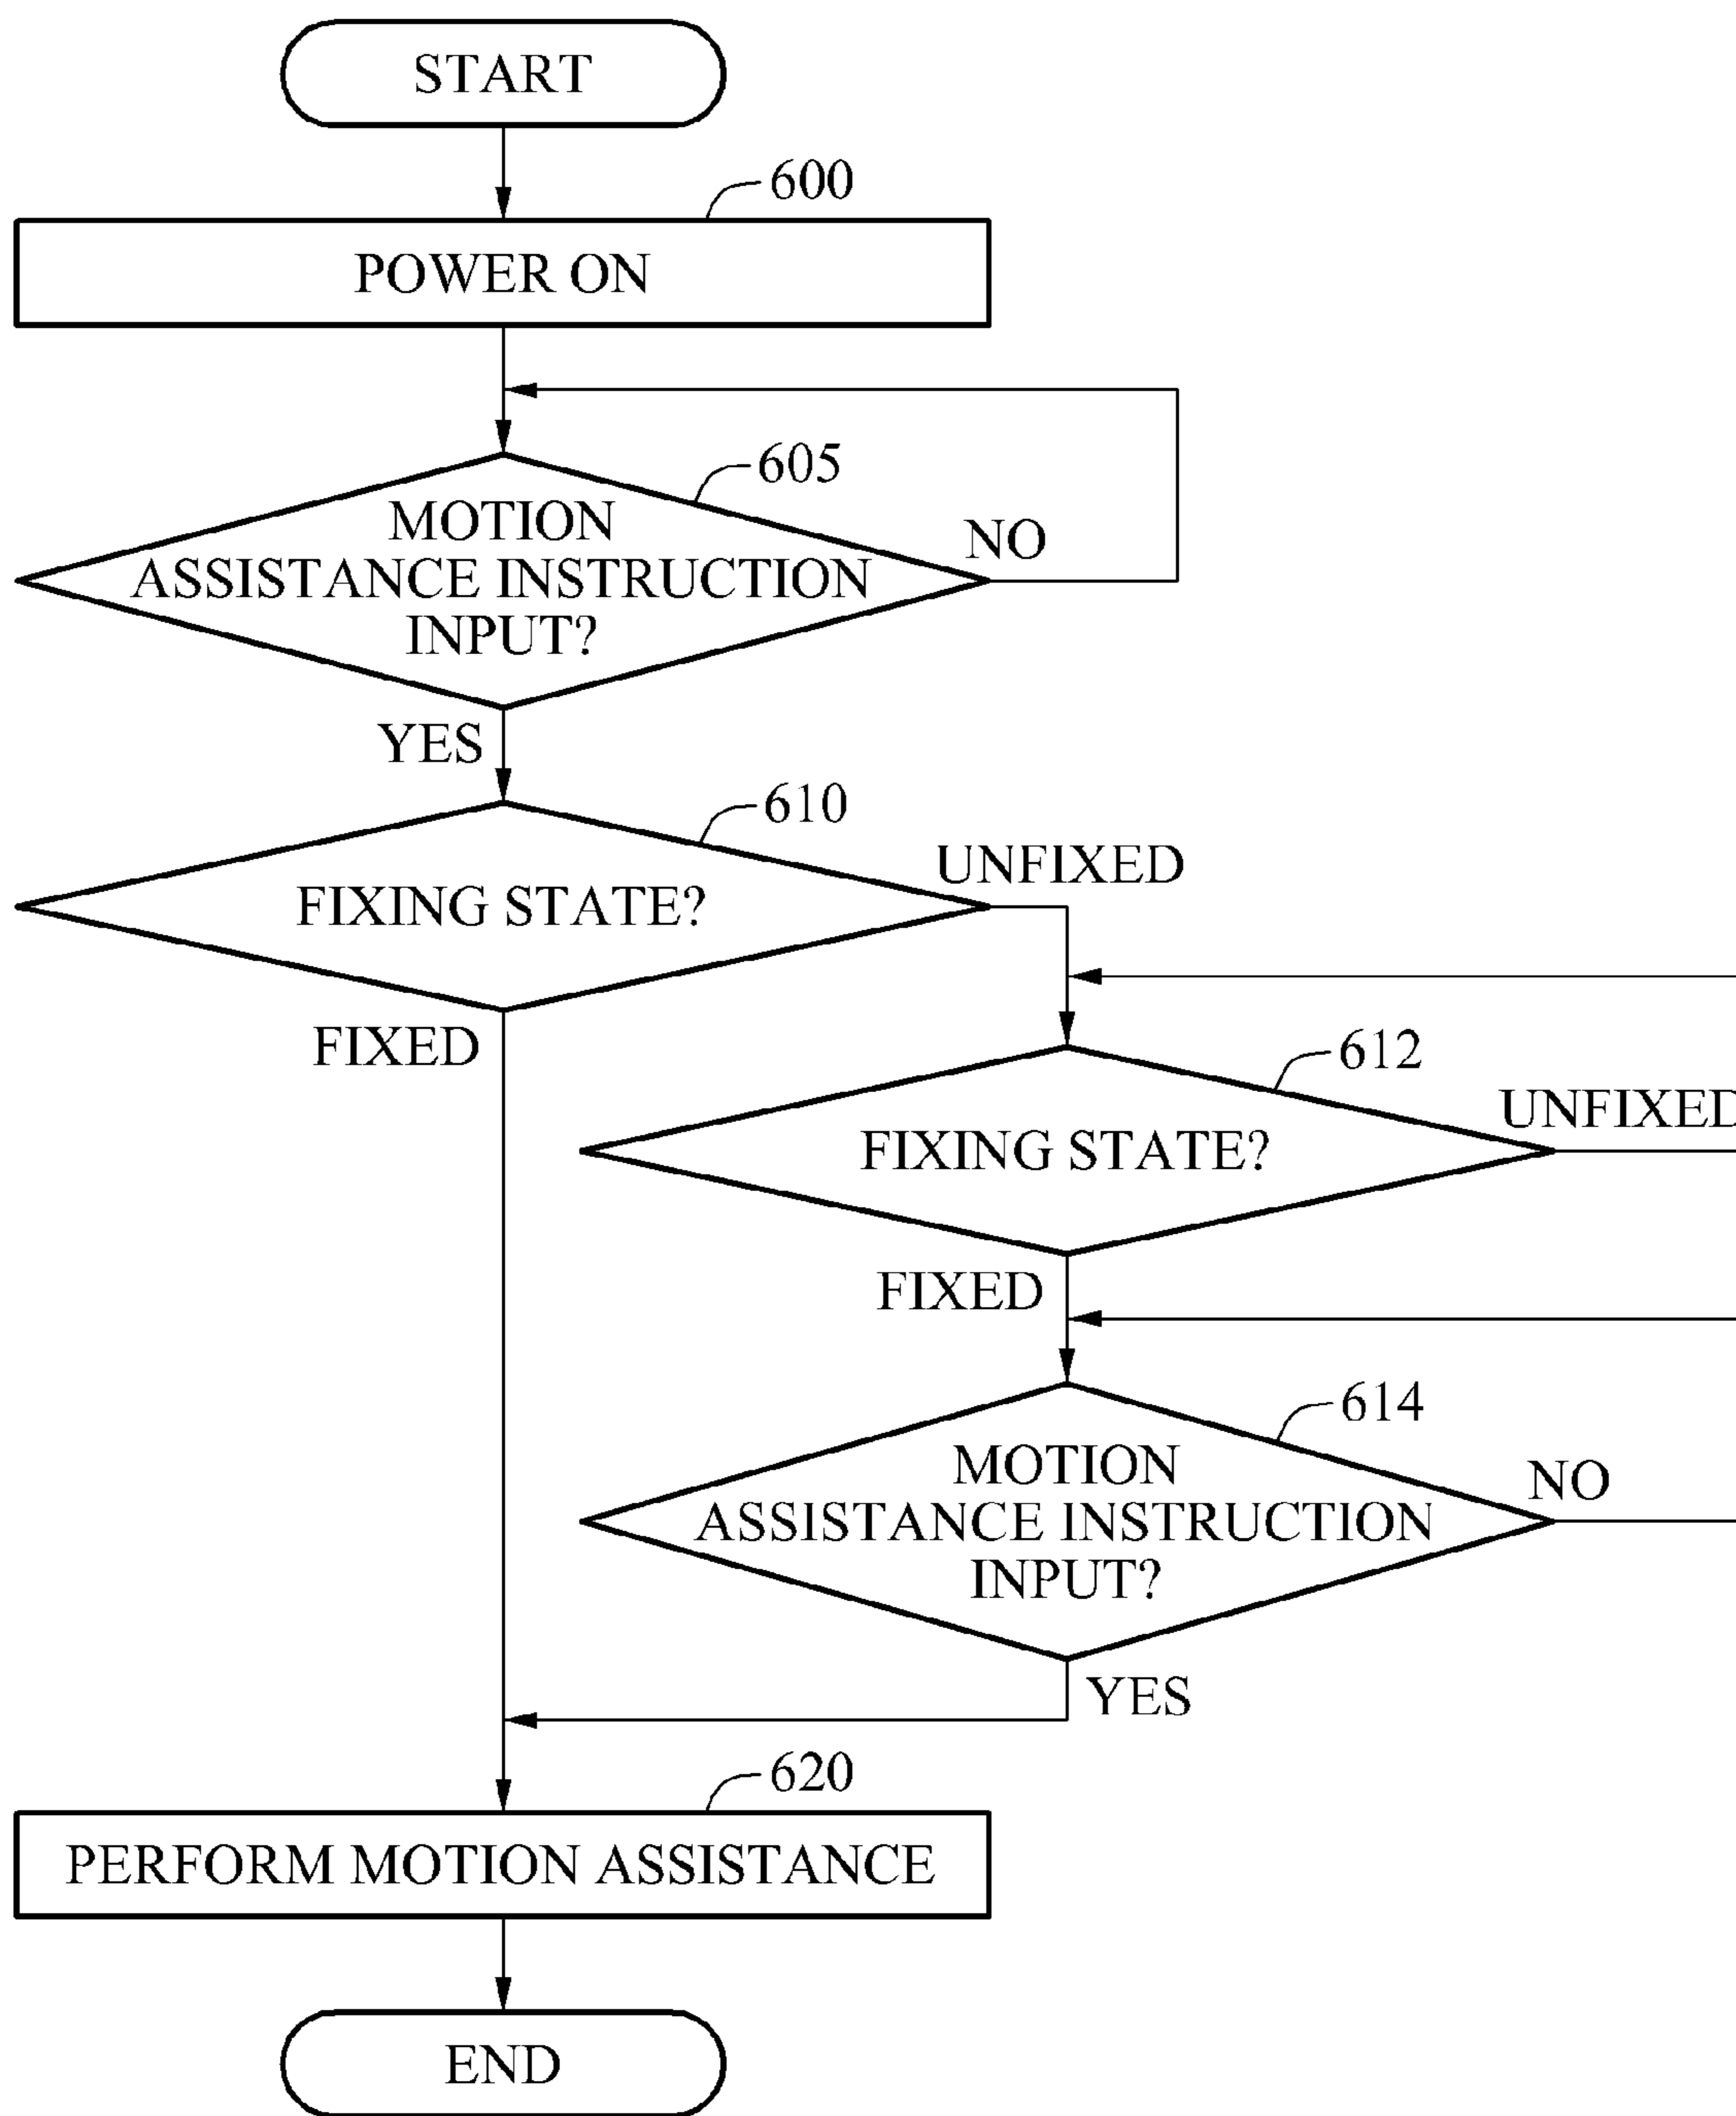 START
600
POWER ON
605
MOTION
ASSISTANCE INSTRUCTION
INPUT?
NO
YES
610
FIXING STATE?
UNFIXED
FIXED
612
FIXING STATE?
UNFIXED
FIXED
614
MOTION
ASSISTANCE INSTRUCTION
INPUT?
NO
YES
620
PERFORM MOTION ASSISTANCE
END